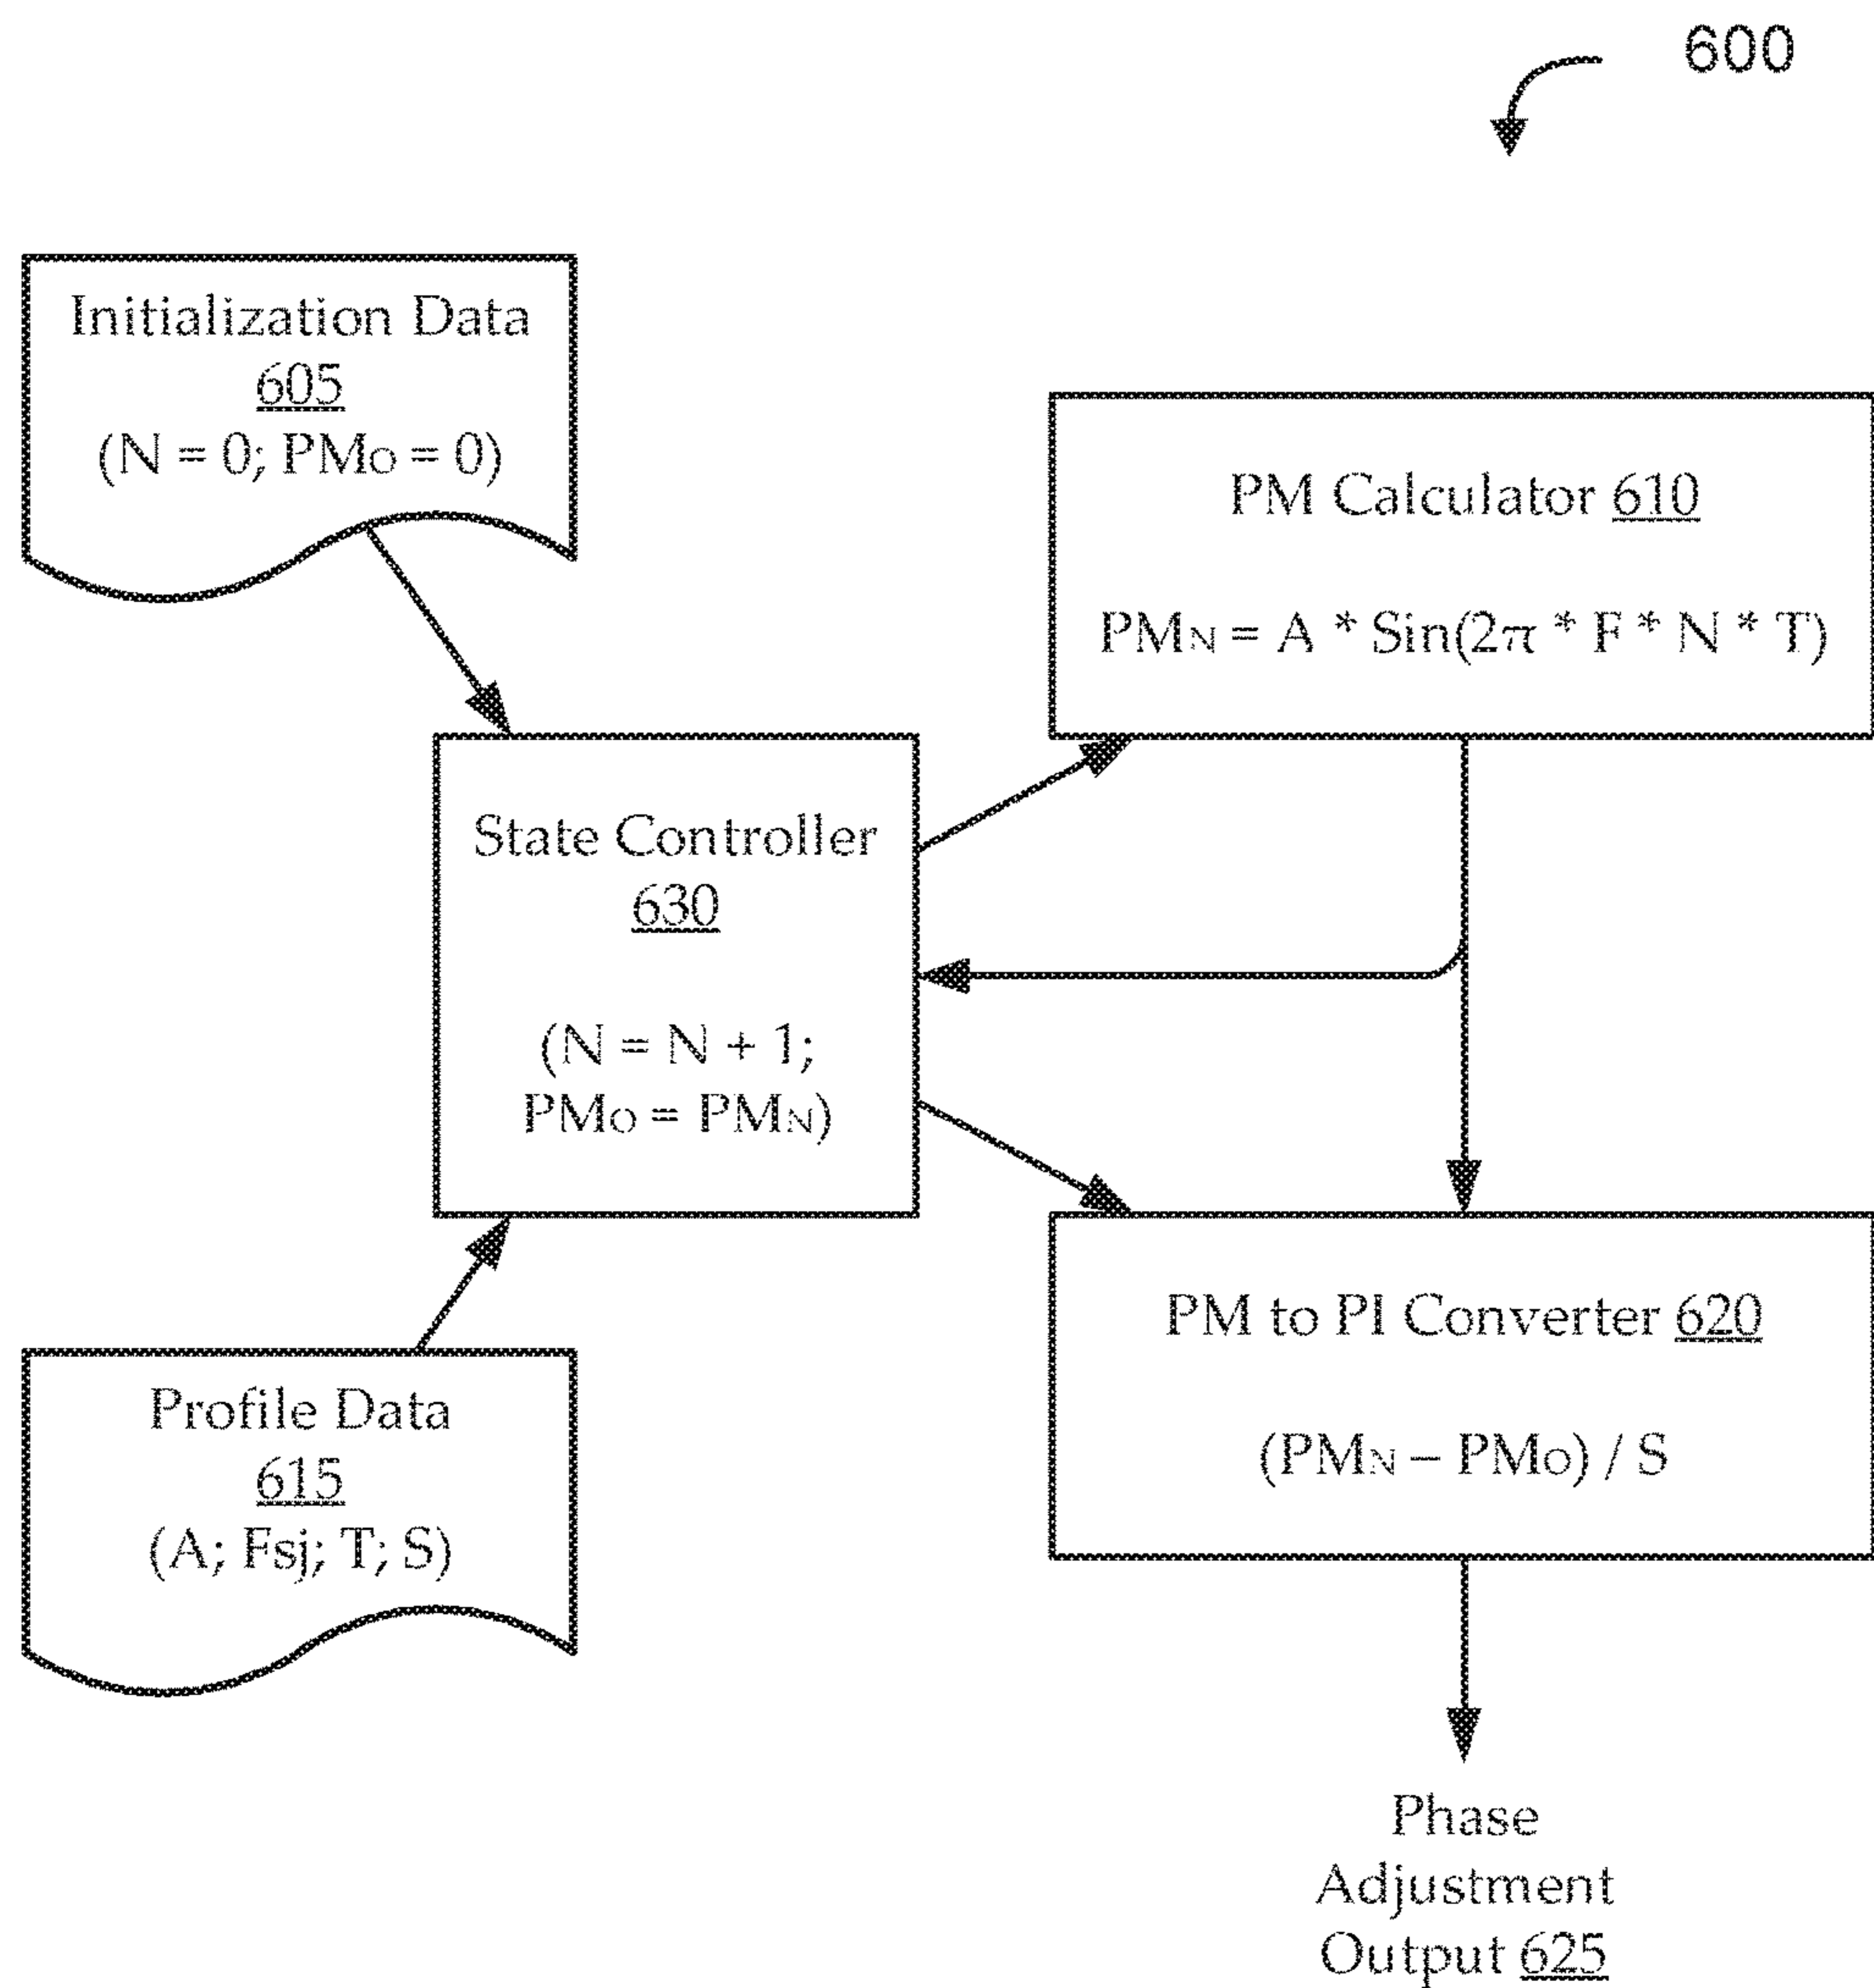 600
Initialization Data
605
(N = 0; PMO = 0)
PM Calculator 610
PMN = A * Sin(2π * F * N * T)
State Controller
630
(N = N + 1;
PMO = PMN)
Profile Data
615
(A; Fsj; T; S)
PM to PI Converter 620
(PMN – PMO) / S
Phase
Adjustment
Output 625